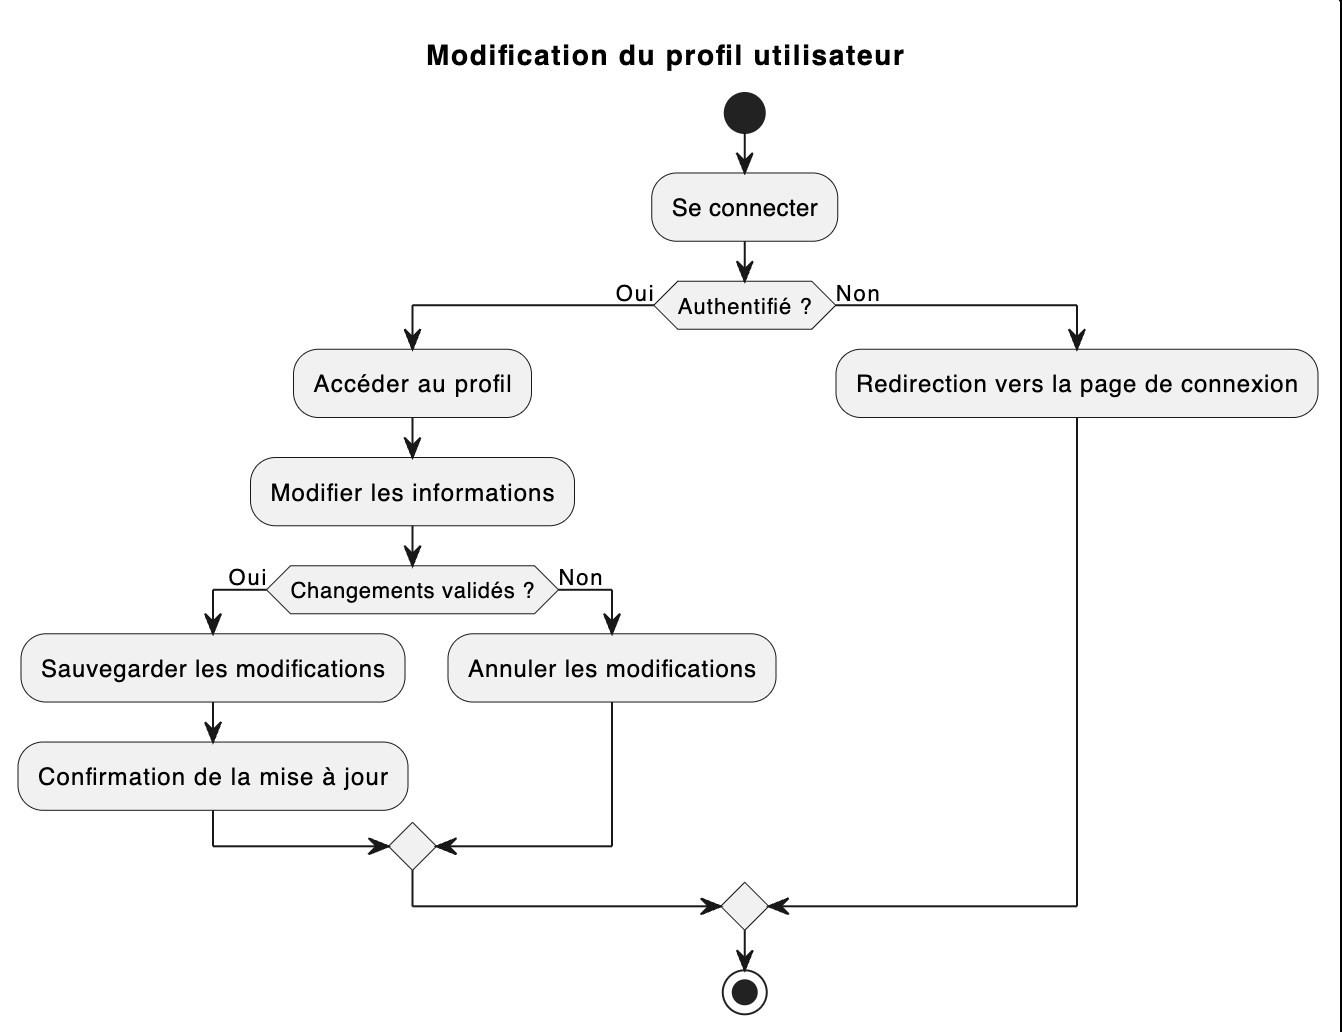 Modification du profil utilisateur
Se connecter
Oui
Authentifié ?
Non
Accéder au profil
Redirection vers la page de connexion
Modifier les informations
Oui
Changements validés ?
Non
Sauvegarder les modifications
Annuler les modifications
Confirmation de la mise à jour